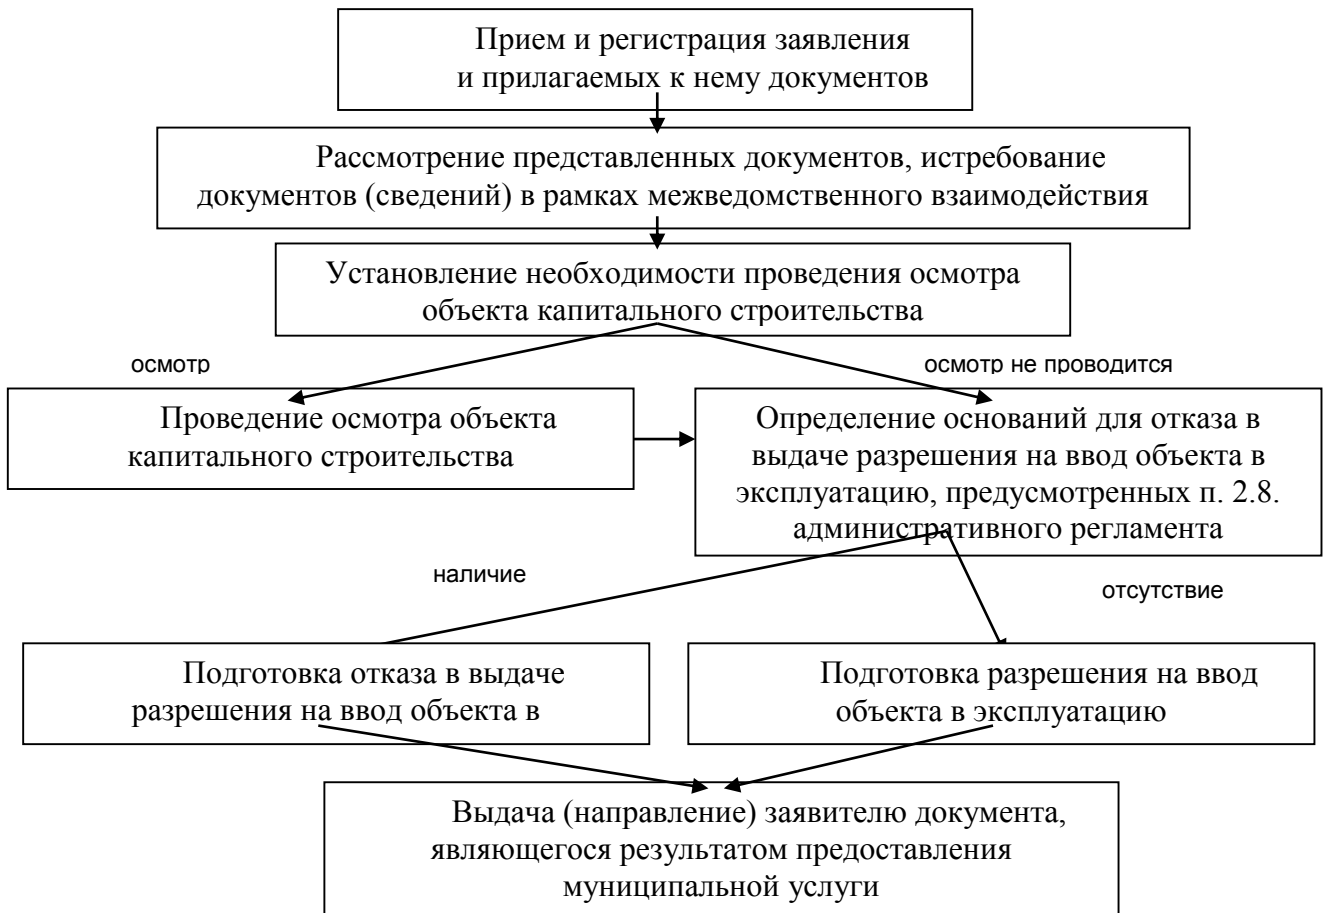 Прием и регистрация заявления
и прилагаемых к нему документов
Рассмотрение представленных документов, истребование
документов (сведений) в рамках межведомственного взаимодействия
Установление необходимости проведения осмотра
объекта капитального строительства
осмотр
осмотр не проводится
Проведение осмотра объекта
капитального строительства
Определение оснований для отказа в
выдаче разрешения на ввод объекта в
эксплуатацию, предусмотренных п. 2.8.
административного регламента
наличие
отсутствие
Подготовка отказа в выдаче
разрешения на ввод объекта в
Подготовка разрешения на ввод
объекта в эксплуатацию
Выдача (направление) заявителю документа,
являющегося результатом предоставления
муниципальной услуги